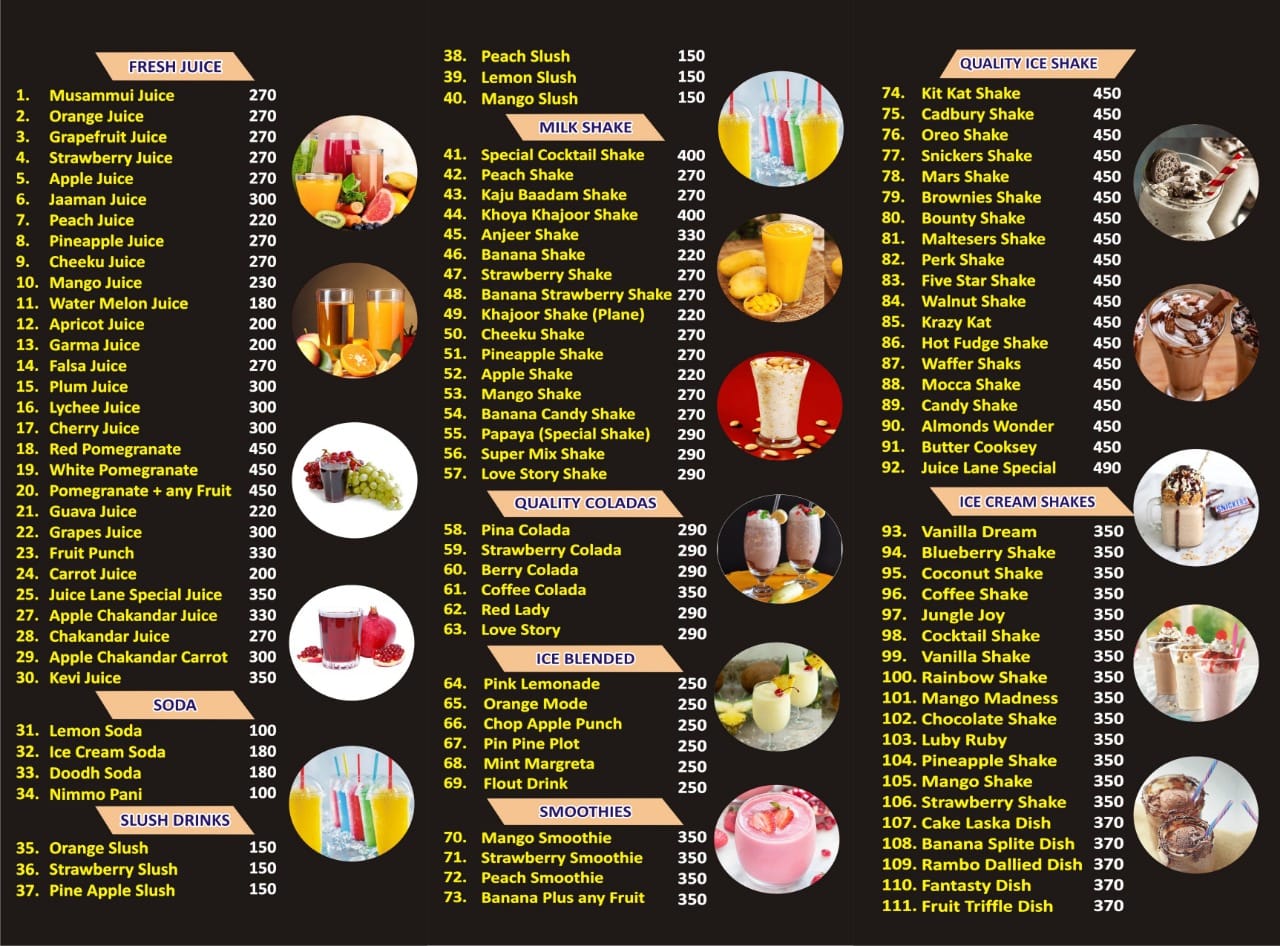 FRESH JUICE
1. Musammui Juice 270
2. Orange Juice 270
3. Grapefruit Juice 270
4. Strawberry Juice 270
5. Apple Juice 270
6. Jaaman Juice 300
7. Peach Juice 220
8. Pineapple Juice 270
9. Cheeku Juice 270
10. Mango Juice 230
11. Water Melon Juice 180
12. Apricot Juice 200
13. Garma Juice 200
14. Falsa Juice 270
15. Plum Juice 300
16. Lychee Juice 300
17. Cherry Juice 300
18. Red Pomegranate 450
19. White Pomegranate 450
20. Pomegranate + any Fruit 450
21. Guava Juice 220
22. Grapes Juice 300
23. Fruit Punch 330
24. Carrot Juice 200
25. Juice Lane Special Juice 350
27. Apple Chakandar Juice 330
28. Chakandar Juice 270
29. Apple Chakandar Carrot 300
30. Kevi Juice 350
SODA
31. Lemon Soda 100
32. Ice Cream Soda 180
33. Doodh Soda 180
34. Nimmo Pani 100
SLUSH DRINKS
35. Orange Slush 150
36. Strawberry Slush 150
37. Pine Apple Slush 150
38. Peach Slush 150
39. Lemon Slush 150
40. Mango Slush 150
MILK SHAKE
41. Special Cocktail Shake 400
42. Peach Shake 270
43. Kaju Baadam Shake 270
44. Khoya Khajoor Shake 400
45. Anjeer Shake 330
46. Banana Shake 220
47. Strawberry Shake 270
48. Banana Strawberry Shake 270
49. Khajoor Shake (Plane) 220
50. Cheeku Shake 270
51. Pineapple Shake 270
52. Apple Shake 220
53. Mango Shake 270
54. Banana Candy Shake 270
55. Papaya (Special Shake) 290
56. Super Mix Shake 290
57. Love Story Shake 290
QUALITY COLADAS
58. Pina Colada 290
59. Strawberry Colada 290
60. Berry Colada 290
61. Coffee Colada 350
62. Red Lady 290
63. Love Story 290
ICE BLENDED
64. Pink Lemonade 250
65. Orange Mode 250
66. Chop Apple Punch 250
67. Pin Pine Plot 250
68. Mint Margreta 250
69. Flout Drink 250
SMOOTHIES
70. Mango Smoothie 350
71. Strawberry Smoothie 350
72. Peach Smoothie 350
73. Banana Plus any Fruit 350
QUALITY ICE SHAKE
74. Kit Kat Shake 450
75. Cadbury Shake 450
76. Oreo Shake 450
77. Snickers Shake 450
78. Mars Shake 450
79. Brownies Shake 450
80. Bounty Shake 450
81. Maltesers Shake 450
82. Perk Shake 450
83. Five Star Shake 450
84. Walnut Shake 450
85. Krazy Kat 450
86. Hot Fudge Shake 450
87. Waffer Shaks 450
88. Mocca Shake 450
89. Candy Shake 450
90. Almonds Wonder 450
91. Butter Cooksey 450
92. Juice Lane Special 490
ICE CREAM SHAKES
93. Vanilla Dream 350
94. Blueberry Shake 350
95. Coconut Shake 350
96. Coffee Shake 350
97. Jungle Joy 350
98. Cocktail Shake 350
99. Vanilla Shake 350
100. Rainbow Shake 350
101. Mango Madness 350
102. Chocolate Shake 350
103. Luby Ruby 350
104. Pineapple Shake 350
105. Mango Shake 350
106. Strawberry Shake 350
107. Cake Laska Dish 370
108. Banana Splite Dish 370
109. Rambo Dallied Dish 370
110. Fantasty Dish 370
111. Fruit Triffle Dish 370
SNICKERS